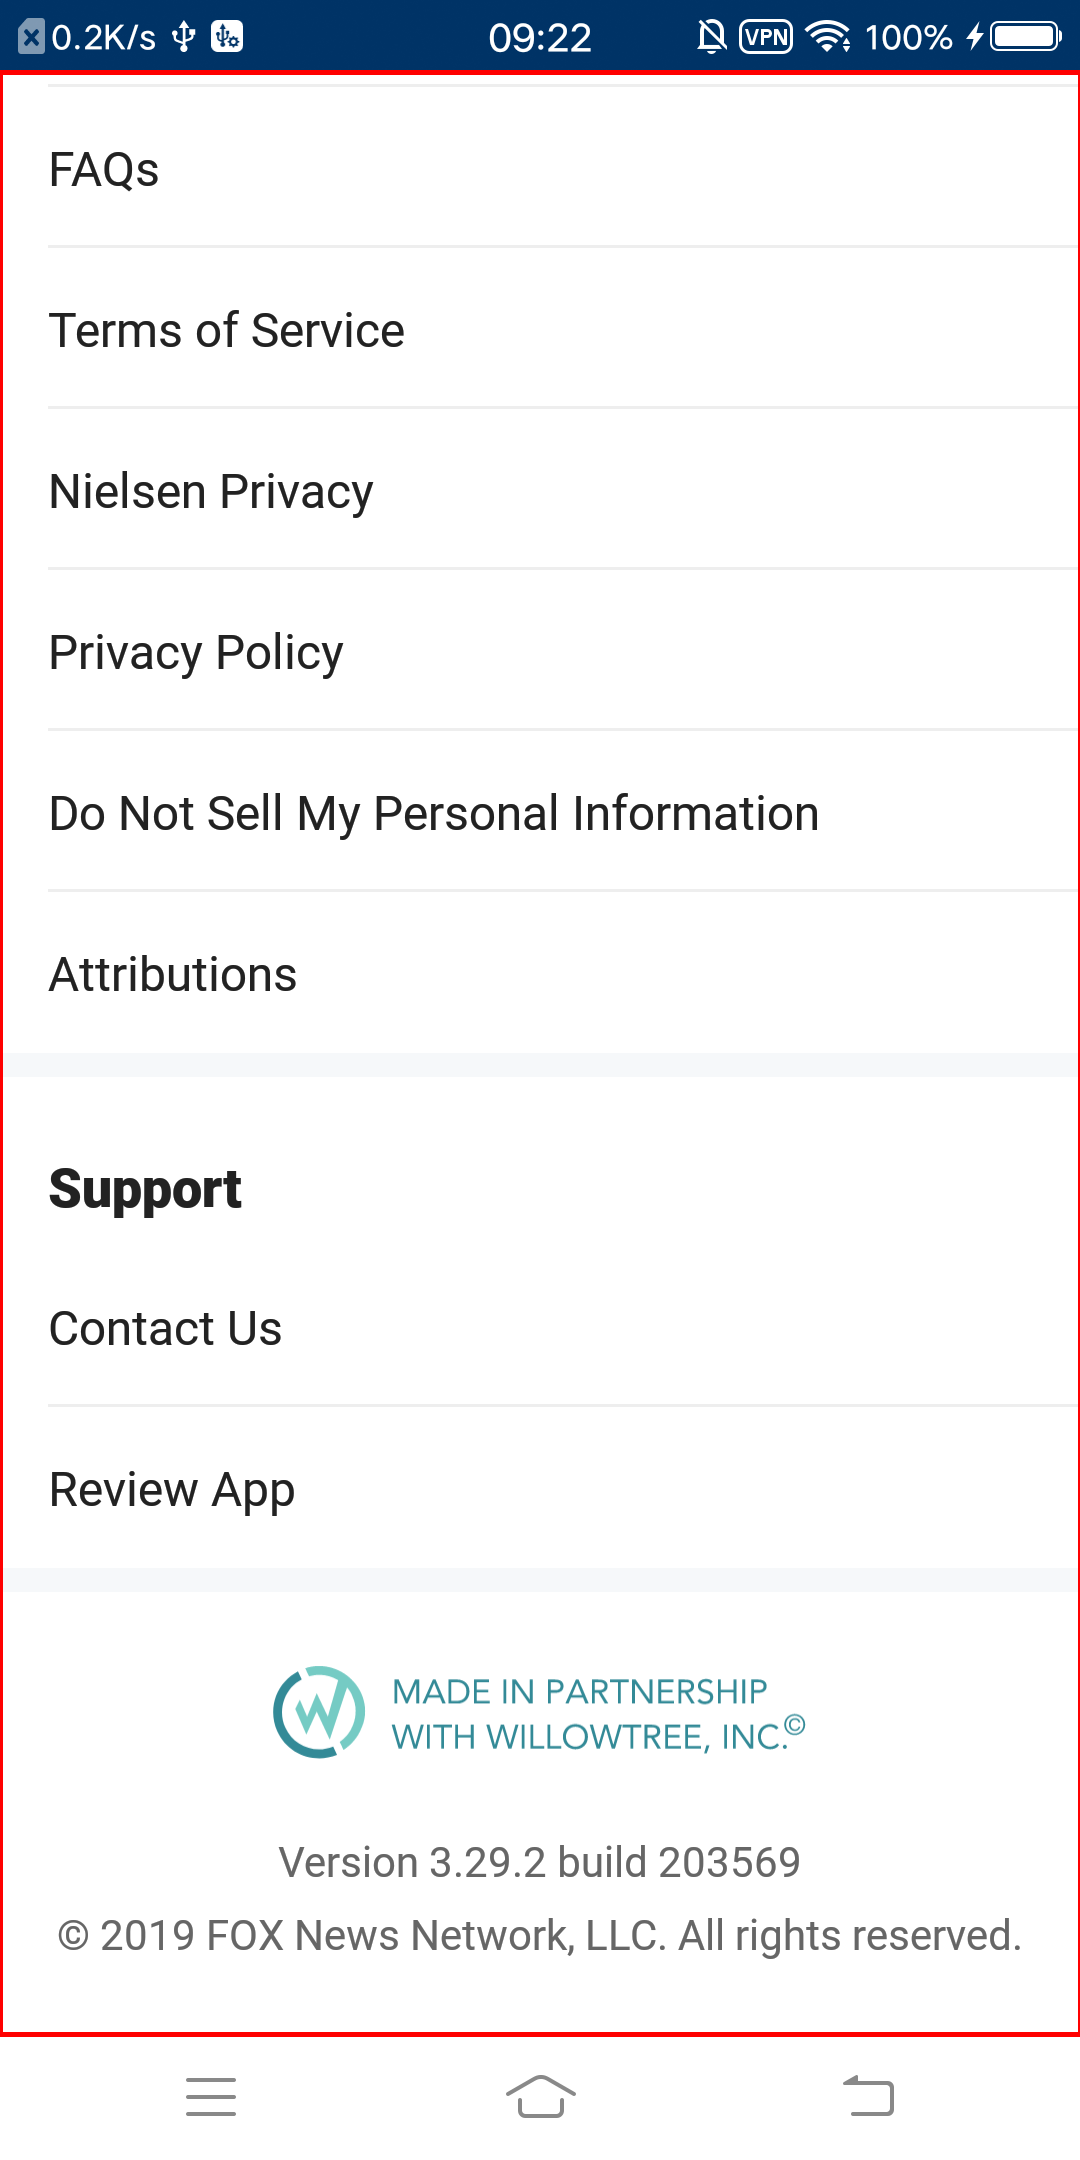 0.2K/s 09:22 VPN 100%
FAQs
Terms of Service
Nielsen Privacy
Privacy Policy
Do Not Sell My Personal Information
Attributions
Support
Contact Us
Review App
MADE IN PARTNERSHIP
WITH WILLOWTREE, INC.©
Version 3.29.2 build 203569
© 2019 FOX News Network, LLC. All rights reserved.